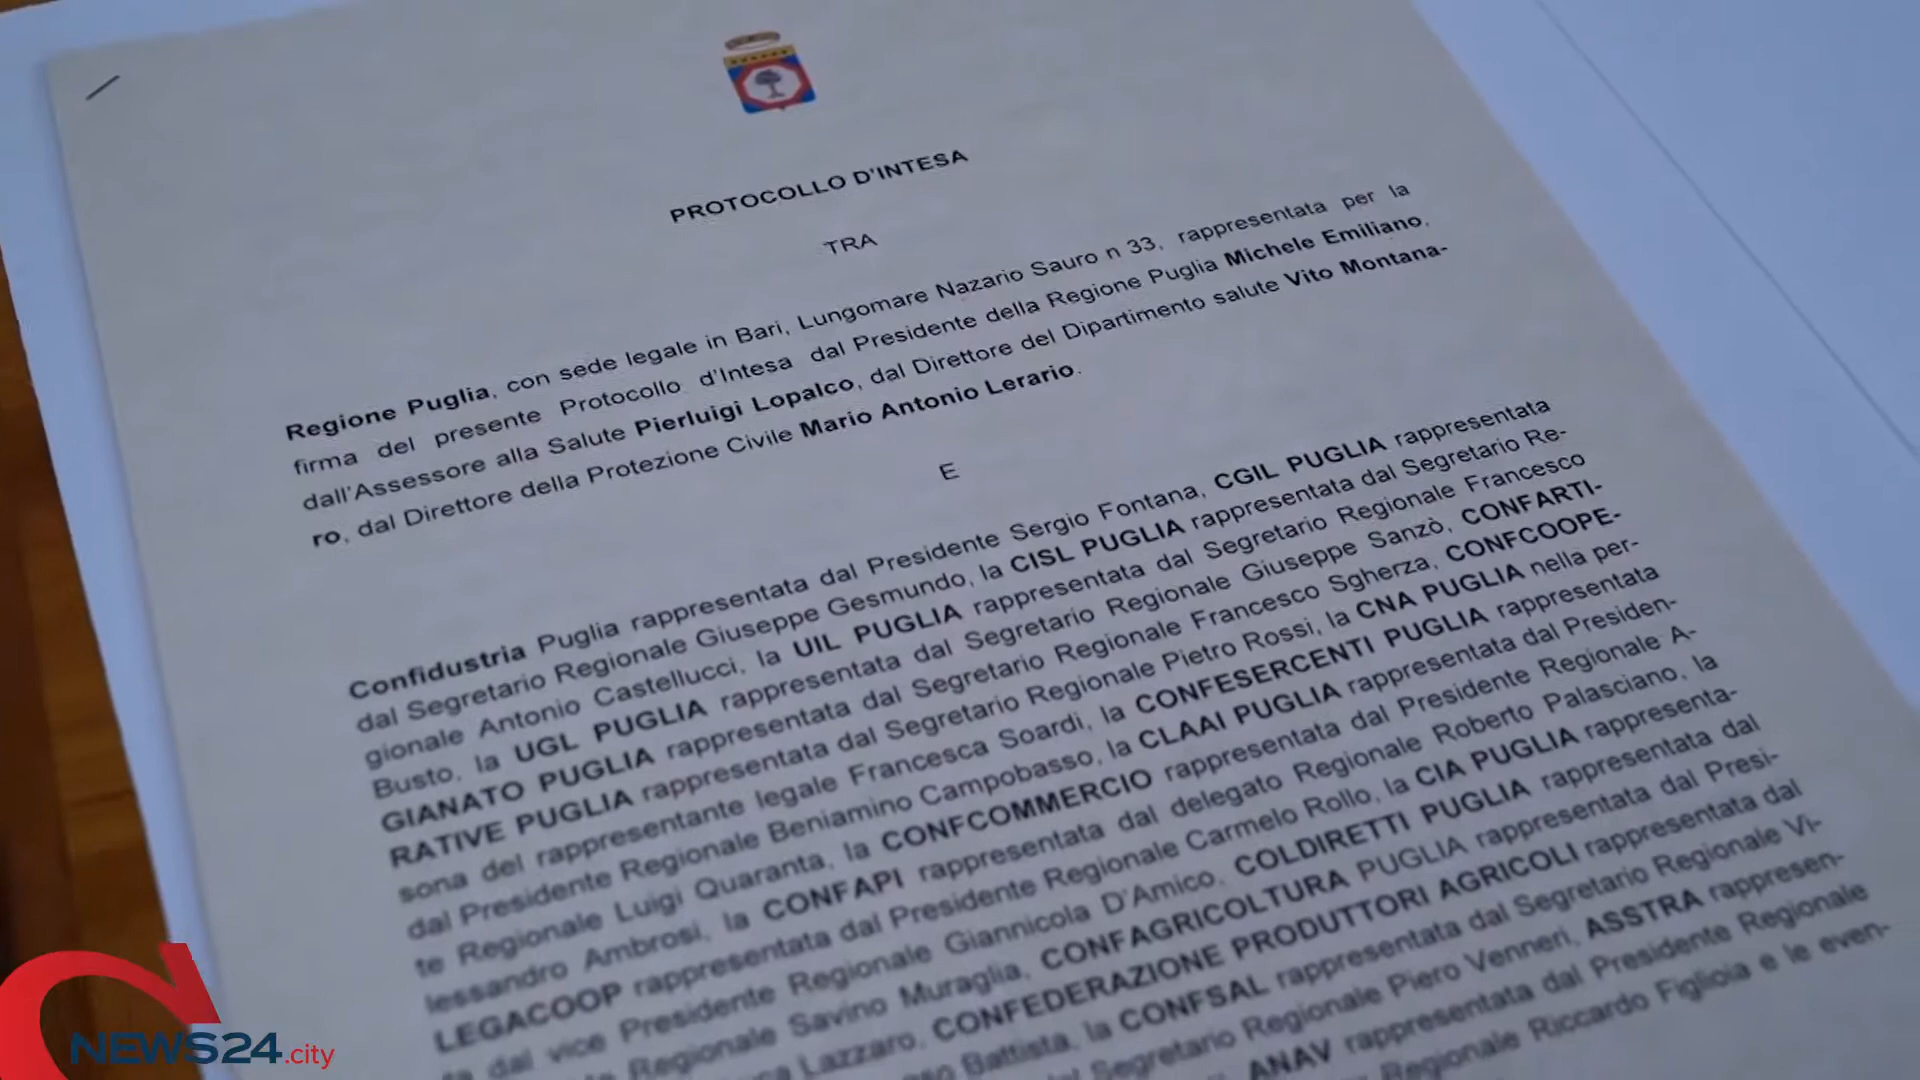 PROTOCOLLO D'INTESA
TRA
Regione Puglia, con sede legale in Bari, Lungomare Nazario Sauro n 33, rappresentata per la
firma del presente Protocollo d'Intesa dal Presidente della Regione Puglia Michele Emiliano,
dall'Assessore alla Salute Pierluigi Lopalco, dal Direttore del Dipartimento salute Vito Montana-
ro, dal Direttore della Protezione Civile Mario Antonio Lerario.
E
Confidustria Puglia rappresentata dal Presidente Sergio Fontana, CGIL PUGLIA rappresentata
dal Segretario Regionale Giuseppe Gesmundo, la CISL PUGLIA rappresentata dal Segretario Re-
gionale Antonio Castellucci, la UIL PUGLIA rappresentata dal Segretario Regionale Francesco
Busto, la UGL PUGLIA rappresentata dal Segretario Regionale Giuseppe Sanzò, CONFARTI-
GIANATO PUGLIA rappresentata dal Segretario Regionale Francesco Sgherza, CONFCOOPE-
RATIVE PUGLIA rappresentata dal Segretario Regionale Pietro Rossi, la CNA PUGLIA nella per-
sona del rappresentante legale Francesca Soardi, la CONFESERCENTI PUGLIA rappresentata
dal Presidente Regionale Beniamino Campobasso, la CLAAI PUGLIA rappresentata dal Presiden-
te Regionale Luigi Quaranta, la CONFCOMMERCIO rappresentata dal Presidente Regionale A-
lessandro Ambrosi, la CONFAPI rappresentata dal delegato Regionale Roberto Palasciano, la
LEGACOOP rappresentata dal Presidente Regionale Carmelo Rollo, la CIA PUGLIA rappresenta-
ta dal vice Presidente Regionale Giannicola D'Amico, COLDIRETTI PUGLIA rappresentata dal
Regionale Savino Muraglia, CONFAGRICOLTURA PUGLIA rappresentata dal Presi-
Lazzaro, CONFEDERAZIONE PRODUTTORI AGRICOLI rappresentata dal
Battista, la CONFSAL rappresentata dal Segretario Regionale Vi-
Segretario Regionale Piero Venneri, ASSTRA rappresen-
ANAV rappresentata dal Presidente Regionale
Regionale Riccardo Figliolia e le even-
NEWS24.city